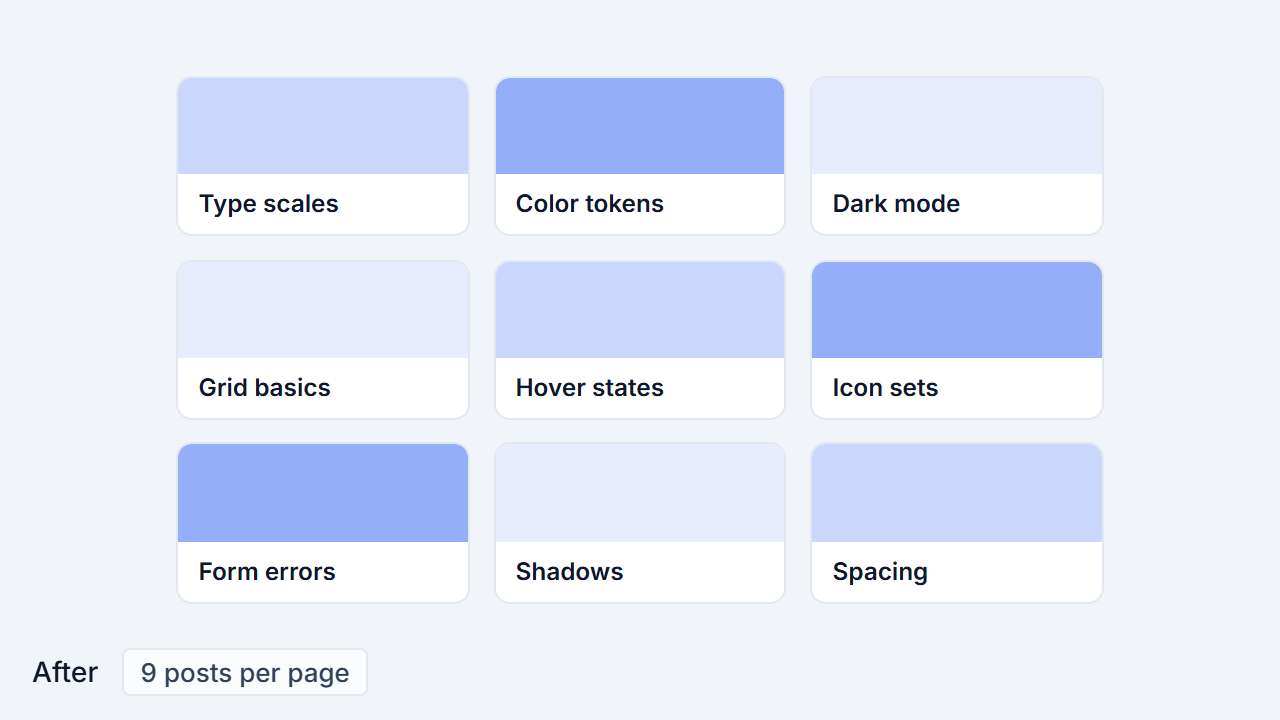 Type scales
Color tokens
Dark mode
Grid basics
Hover states
Icon sets
Form errors
Shadows
Spacing
After
9 posts per page